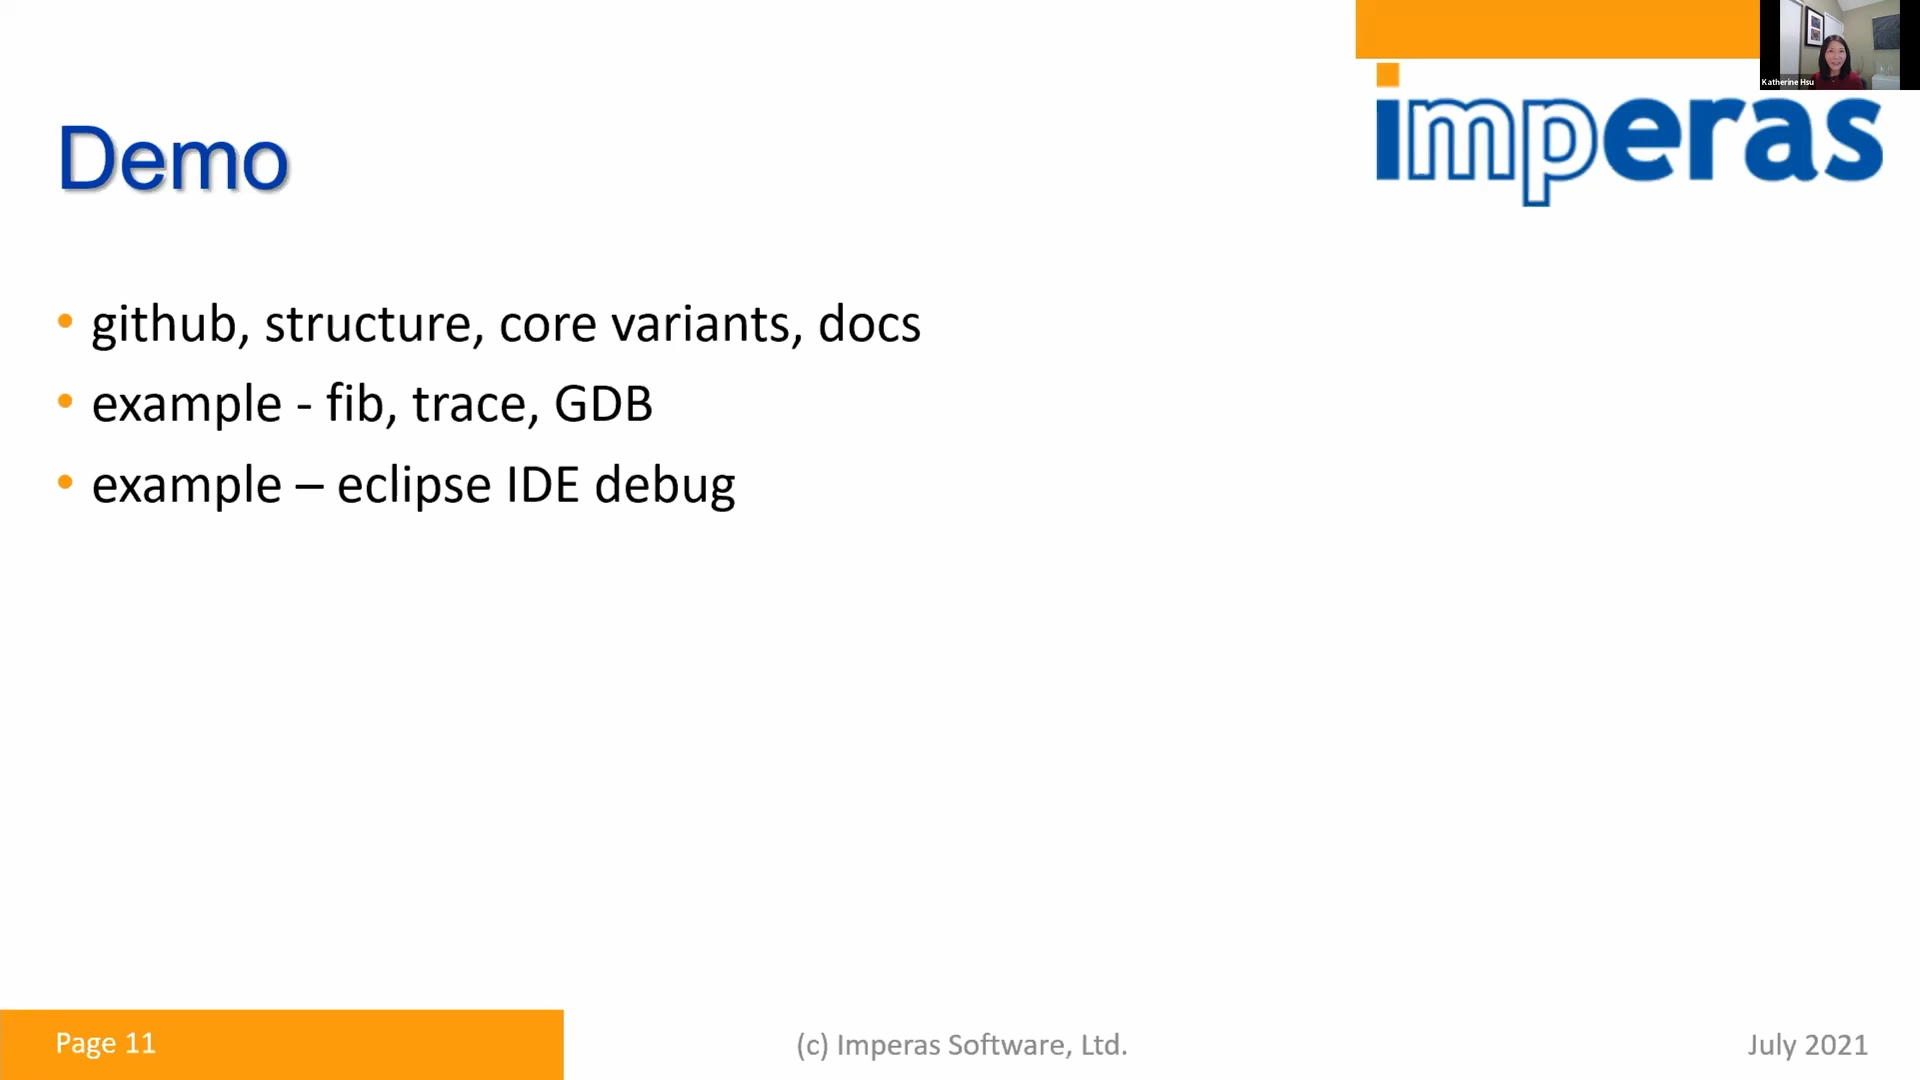 Katherine Hsu
imperas
Demo
• github, structure, core variants, docs
• example - fib, trace, GDB
• example – eclipse IDE debug
Page 11
(c) Imperas Software, Ltd.
July 2021